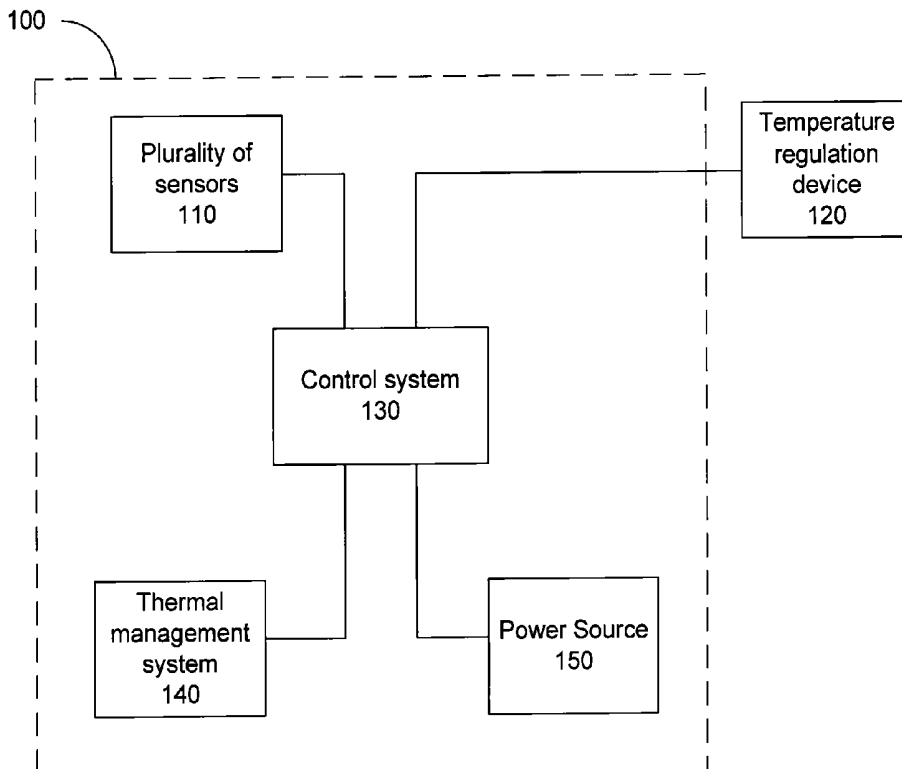 100
Plurality of
sensors
110
Temperature
regulation
device
120
Control system
130
Thermal
management
system
140
Power Source
150